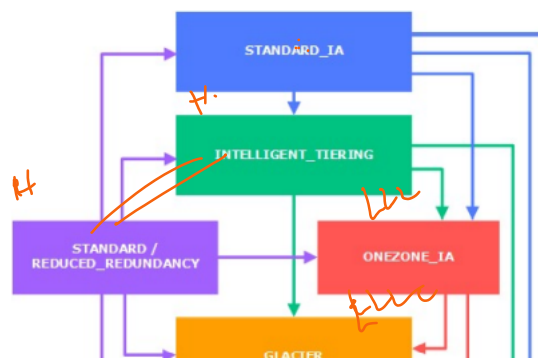 STANDARD_IA
INTELLIGENT_TIERING
STANDARD /
REDUCED_REDUNDANCY
ONEZONE_IA
GLACIER